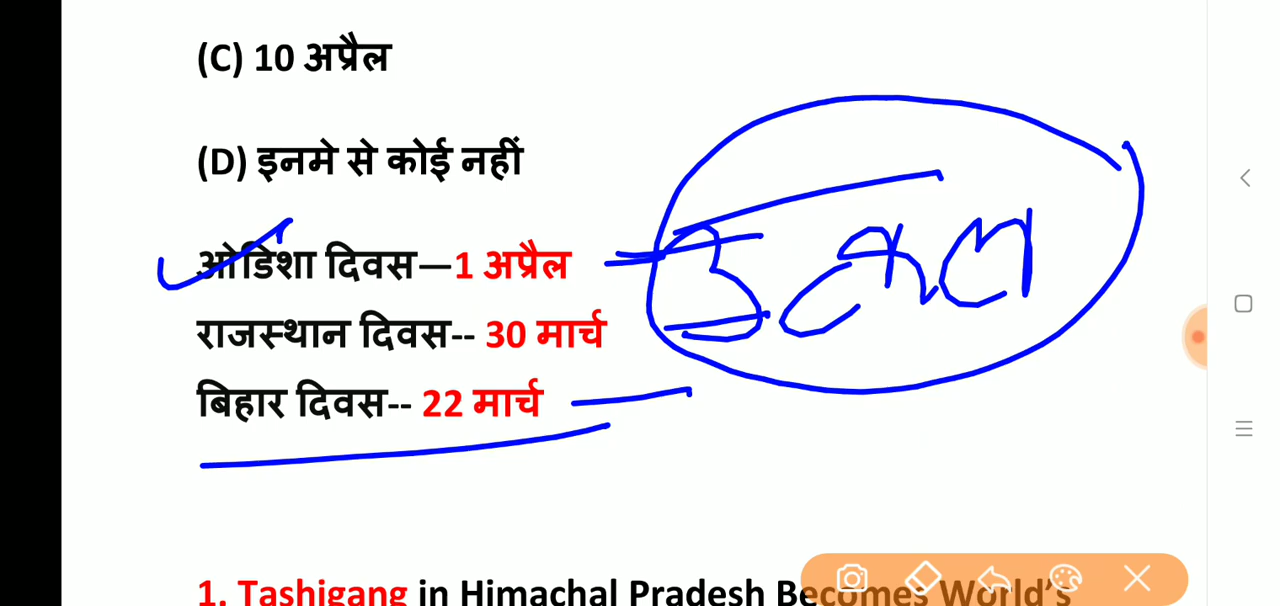 (C) 10 अप्रैल
(D) इनमे से कोई नहीं
ओडिशा दिवस—1 अप्रैल
राजस्थान दिवस-- 30 मार्च
बिहार दिवस-- 22 मार्च
1. Tashigang in Himachal Pradesh Becomes World's